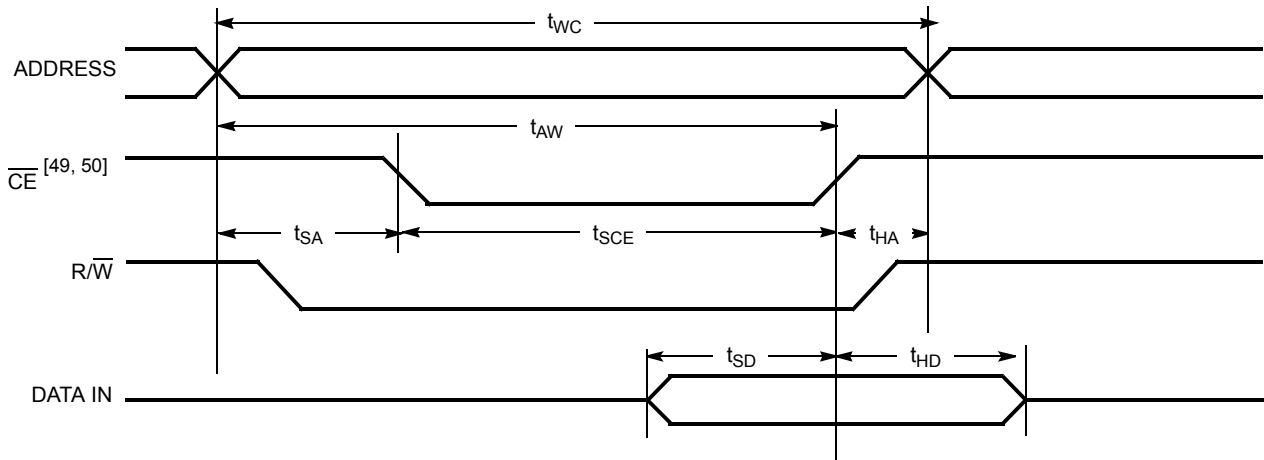 tWC
ADDRESS
tAW
CE [49, 50]
tSA tSCE tHA
R/W
tSD tHD
DATA IN